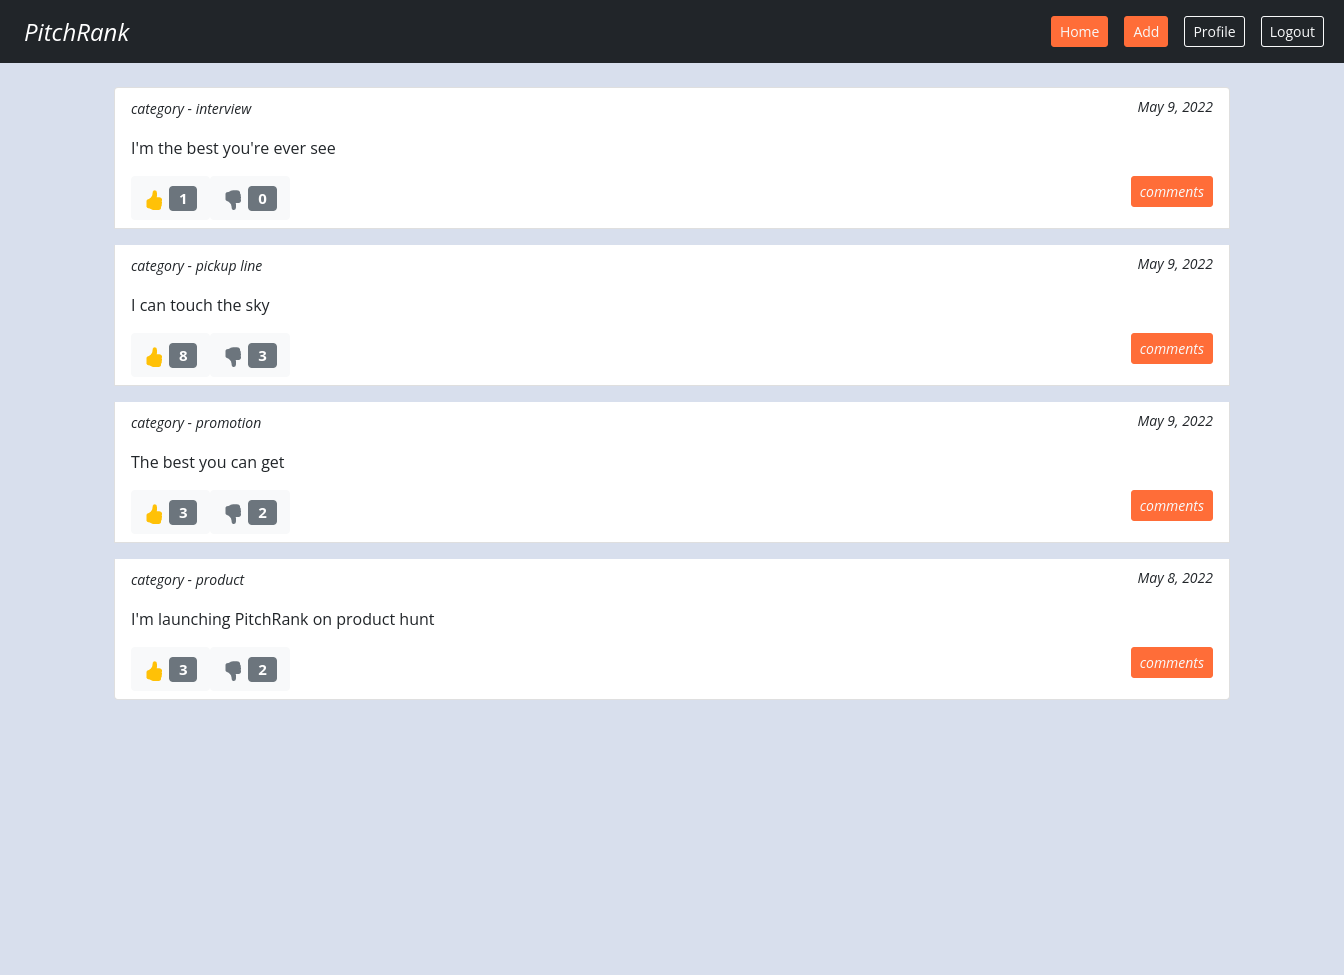 PitchRank
Home Add Profile Logout
category - interview
May 9, 2022
I'm the best you're ever see
1 0
comments
category - pickup line
May 9, 2022
I can touch the sky
8 3
comments
category - promotion
May 9, 2022
The best you can get
3 2
comments
category - product
May 8, 2022
I'm launching PitchRank on product hunt
3 2
comments